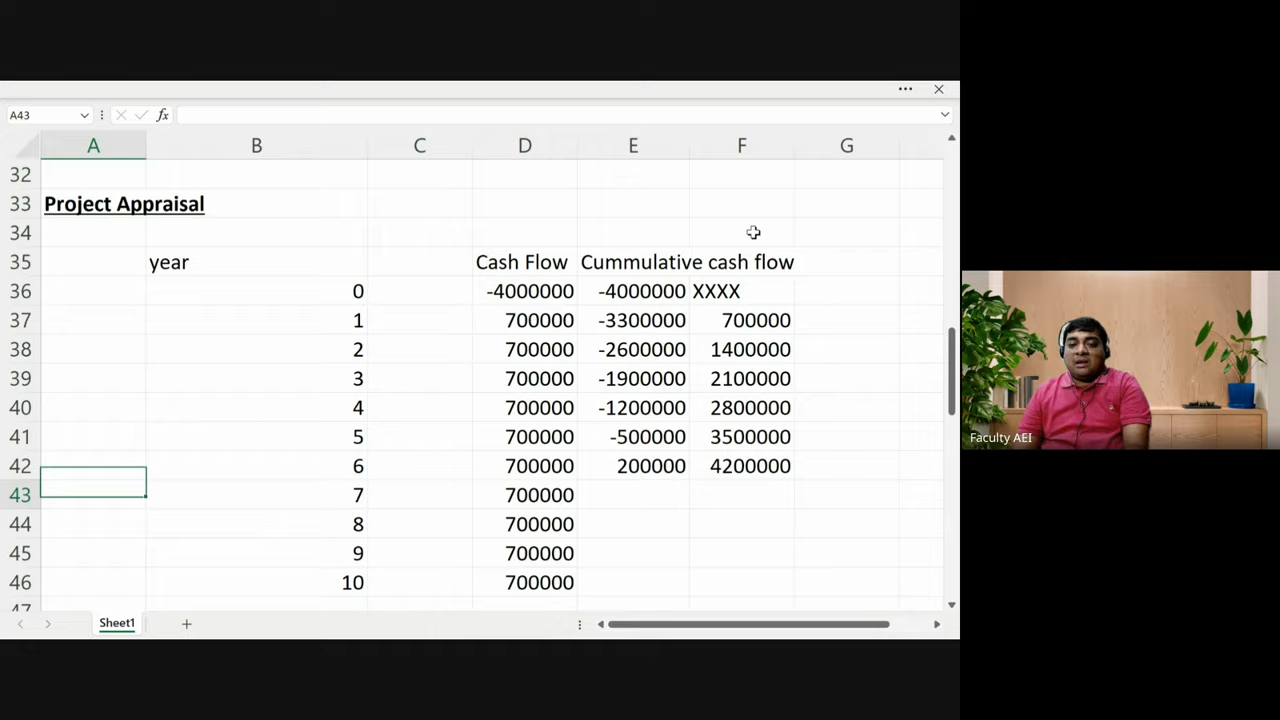 A43 fx
A B C D E F G
32
33 Project Appraisal
34
35 year Cash Flow Cummulative cash flow
36 0 -4000000 -4000000 XXXX
37 1 700000 -3300000 700000
38 2 700000 -2600000 1400000
39 3 700000 -1900000 2100000
40 4 700000 -1200000 2800000
41 5 700000 -500000 3500000
42 6 700000 200000 4200000
43 7 700000
44 8 700000
45 9 700000
46 10 700000
47
Sheet1
Faculty AEI